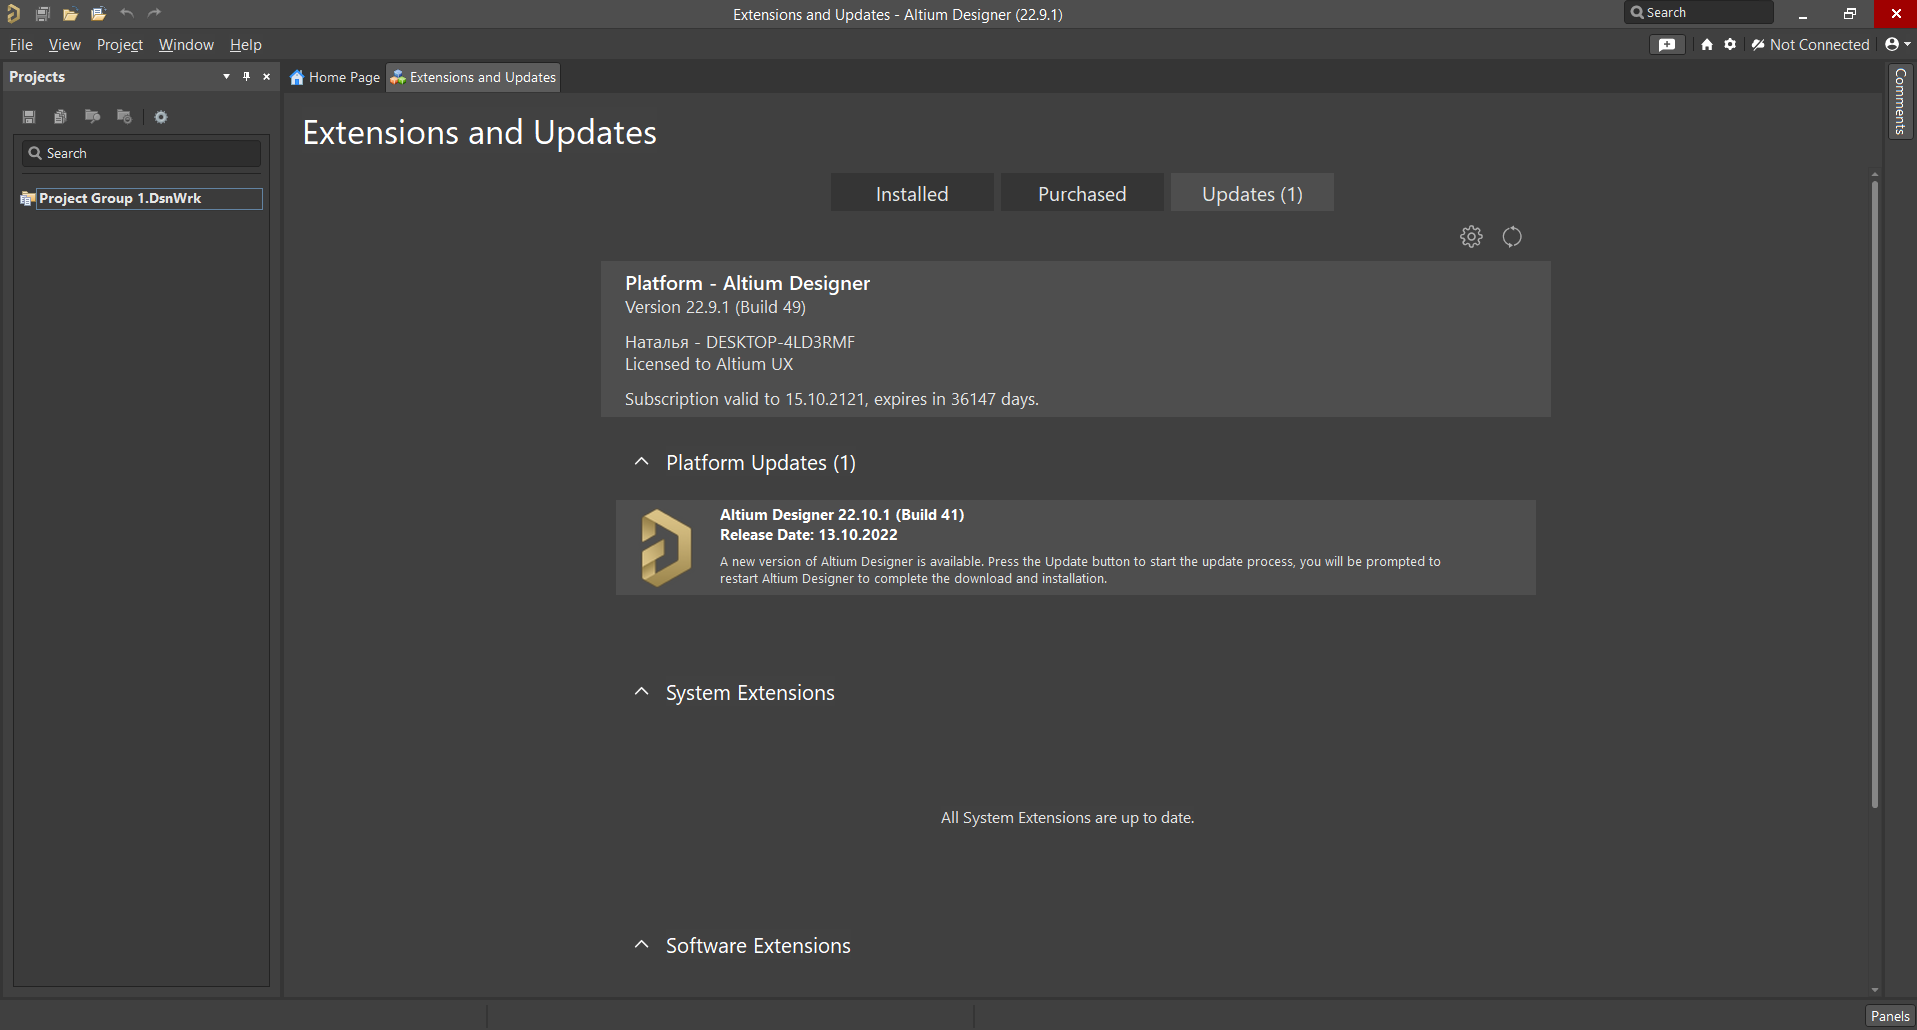 Extensions and Updates - Altium Designer (22.9.1)
Search
File View Project Window Help
Not Connected
Projects
Home Page
Extensions and Updates
Comments
Search
Project Group 1.DsnWrk
Extensions and Updates
Installed
Purchased
Updates (1)
Platform - Altium Designer
Version 22.9.1 (Build 49)
Наталья - DESKTOP-4LD3RMF
Licensed to Altium UX
Subscription valid to 15.10.2121, expires in 36147 days.
Platform Updates (1)
Altium Designer 22.10.1 (Build 41)
Release Date: 13.10.2022
A new version of Altium Designer is available. Press the Update button to start the update process, you will be prompted to
restart Altium Designer to complete the download and installation.
System Extensions
All System Extensions are up to date.
Software Extensions
Panels